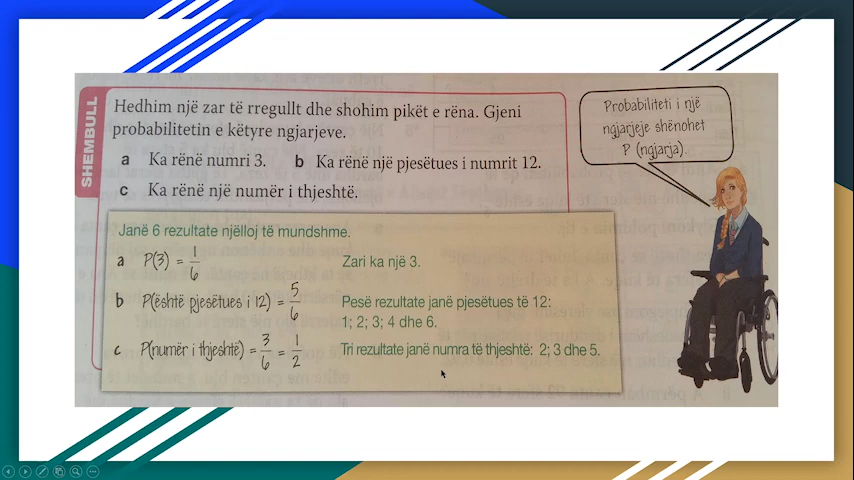 SHEMBULL
Hedhim një zar të rregullt dhe shohim pikët e rëna. Gjeni
probabilitetin e këtyre ngjarjeve.
a Ka rënë numri 3. b Ka rënë një pjesëtues i numrit 12.
c Ka rënë një numër i thjeshtë.
Probabiliteti i një
ngjarjeje shënohet
P (ngjarja).
Janë 6 rezultate njëlloj të mundshme.
a P(3) = 1/6 Zari ka një 3.
b P(është pjesëtues i 12) = 5/6 Pesë rezultate janë pjesëtues të 12:
1; 2; 3; 4 dhe 6.
c P(numër i thjeshtë) = 3/6 = 1/2 Tri rezultate janë numra të thjeshtë: 2; 3 dhe 5.